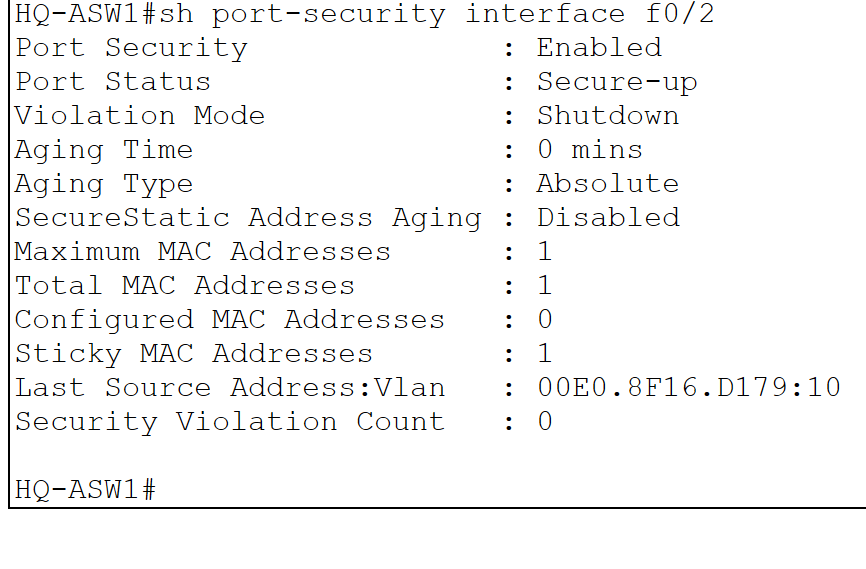 HQ-ASW1#sh port-security interface f0/2
Port Security : Enabled
Port Status : Secure-up
Violation Mode : Shutdown
Aging Time : 0 mins
Aging Type : Absolute
SecureStatic Address Aging : Disabled
Maximum MAC Addresses : 1
Total MAC Addresses : 1
Configured MAC Addresses : 0
Sticky MAC Addresses : 1
Last Source Address:Vlan : 00E0.8F16.D179:10
Security Violation Count : 0
HQ-ASW1#